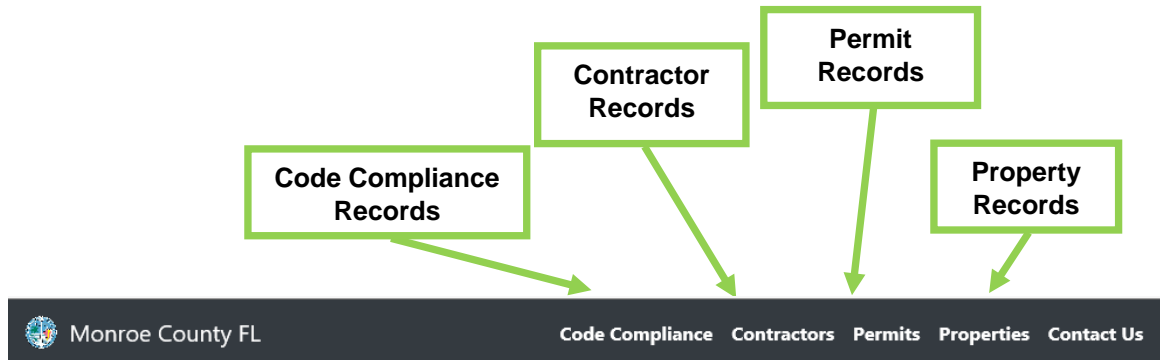 Permit
Records
Contractor
Records
Code Compliance
Records
Property
Records
Monroe County FL
Code Compliance Contractors Permits Properties Contact Us